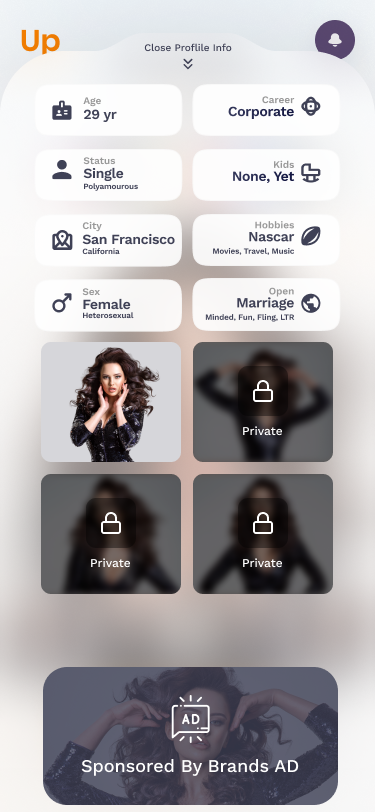 Up
Close Proflile Info
Age
29 yr
Career
Corporate
Status
Single
Polyamourous
Kids
None, Yet
City
San Francisco
California
Hobbies
Nascar
Movies, Travel, Music
Sex
Female
Heterosexual
Open
Marriage
Minded, Fun, Fling, LTR
Private
Private
Private
AD
Sponsored By Brands AD